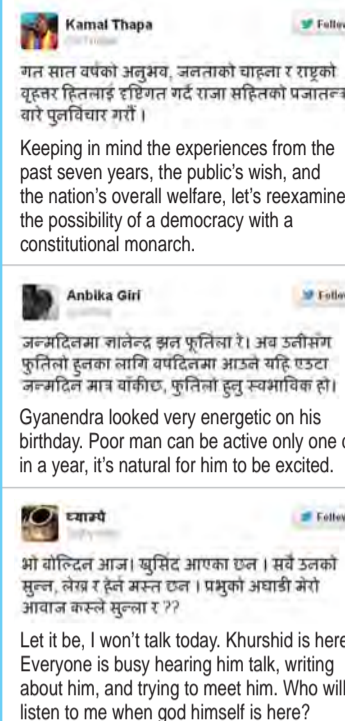 Kamal Thapa
Follow
गत सात वर्षको अनुभव, जनताको चाहना र राष्ट्रको
वृहत्तर हितलाई दृष्टिगत गर्दै राजा सहितको प्रजातन्त्र
वारे पुनर्विचार गरौं ।
Keeping in mind the experiences from the
past seven years, the public's wish, and
the nation's overall welfare, let's reexamine
the possibility of a democracy with a
constitutional monarch.
Anbika Giri
Follow
जन्मदिनमा ज्ञानेन्द्र झन फूर्तिला रे। अव उनीसँग
फुर्तिलो हुनका लागि वर्षदिनमा आउने यहि एउटा
जन्मदिन मात्र वाँकीछ, फुर्तिलो हुनु स्वभाविक हो।
Gyanendra looked very energetic on his
birthday. Poor man can be active only one
in a year, it's natural for him to be excited.
ध्याम्पे
Follow
भो वोल्दिन आज। खुर्सिद आएका छन । सवै उनको
सुन्न, लेख्न र हेर्न मस्त छन । प्रभुको अघाडी मेरो
आवाज कस्ले सुन्ला र ??
Let it be, I won't talk today. Khurshid is here
Everyone is busy hearing him talk, writing
about him, and trying to meet him. Who will
listen to me when god himself is here?